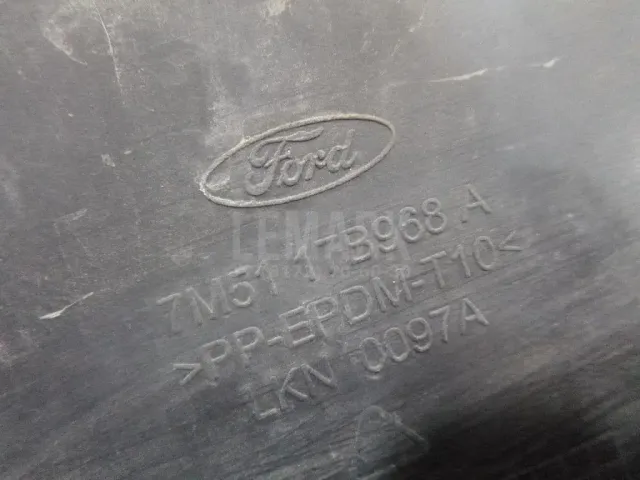 Ford
7M51 17B968 A
>PP-EPDM-T10<
LKN 0097A